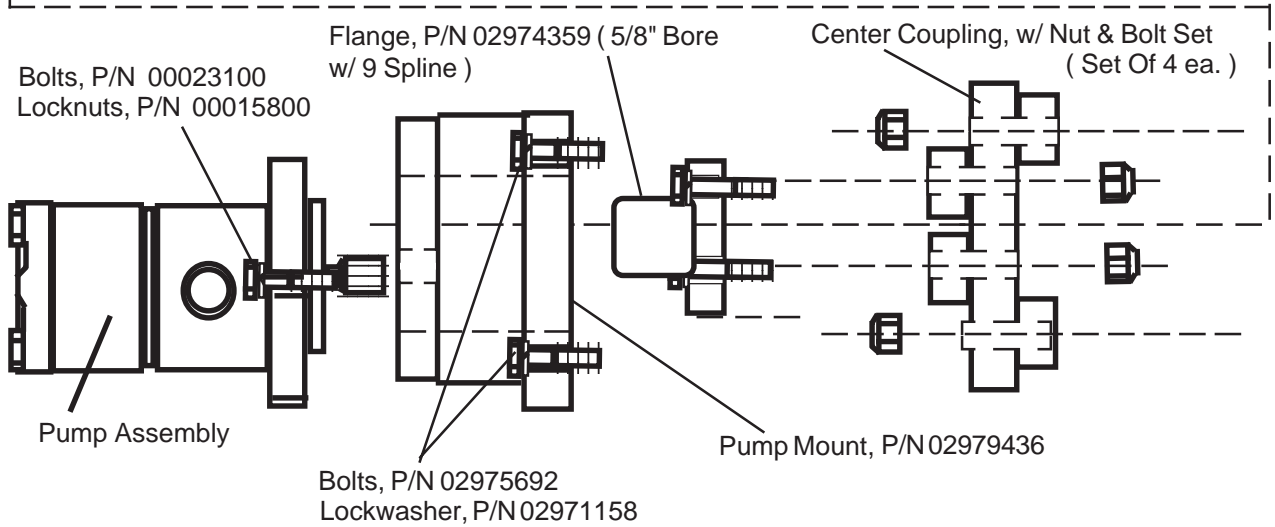 Flange, P/N 02974359 ( 5/8" Bore
w/ 9 Spline )
Center Coupling, w/ Nut & Bolt Set
( Set Of 4 ea. )
Bolts, P/N 00023100
Locknuts, P/N 00015800
Pump Assembly
Pump Mount, P/N 02979436
Bolts, P/N 02975692
Lockwasher, P/N 02971158